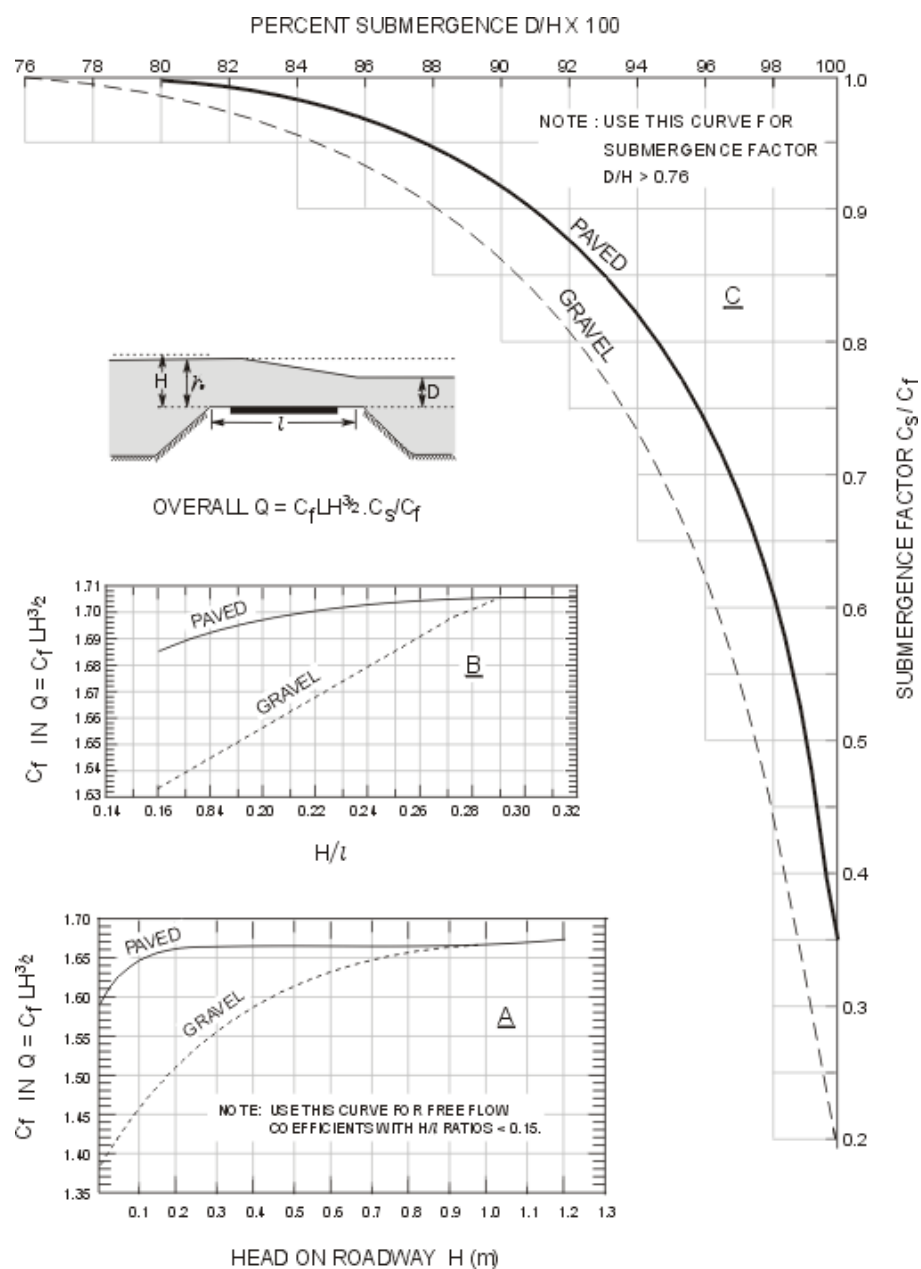 PERCENT SUBMERGENCE D/H X 100
76 78 80 82 84 86 88 90 92 94 96 98 100
1.0
NOTE : USE THIS CURVE FOR
SUBMERGENCE FACTOR
D/H > 0.76
0.9
PAVED
GRAVEL
C
0.8
0.7
0.6
0.5
0.4
0.3
0.2
SUBMERGENCE FACTOR Cs/ Cf
H
D
l
OVERALL Q = CfLH3⁄2.Cs/Cf
Cf IN Q = Cf LH3⁄2
1.71
1.70
1.69
1.68
1.67
1.66
1.65
1.54
1.53
PAVED
GRAVEL
B
0.14 0.16 0.84 0.20 0.22 0.24 0.26 0.28 0.30 0.32
H/l
Cf IN Q = Cf LH3⁄2
1.70
1.65
1.60
1.55
1.50
1.45
1.40
1.35
PAVED
GRAVEL
A
NOTE: USE THIS CURVE FOR FREE FLOW
COEFFICIENTS WITH H/l RATIOS < 0.15.
0.1 0.2 0.3 0.4 0.5 0.6 0.7 0.8 0.9 1.0 1.1 1.2 1.3
HEAD ON ROADWAY H (m)